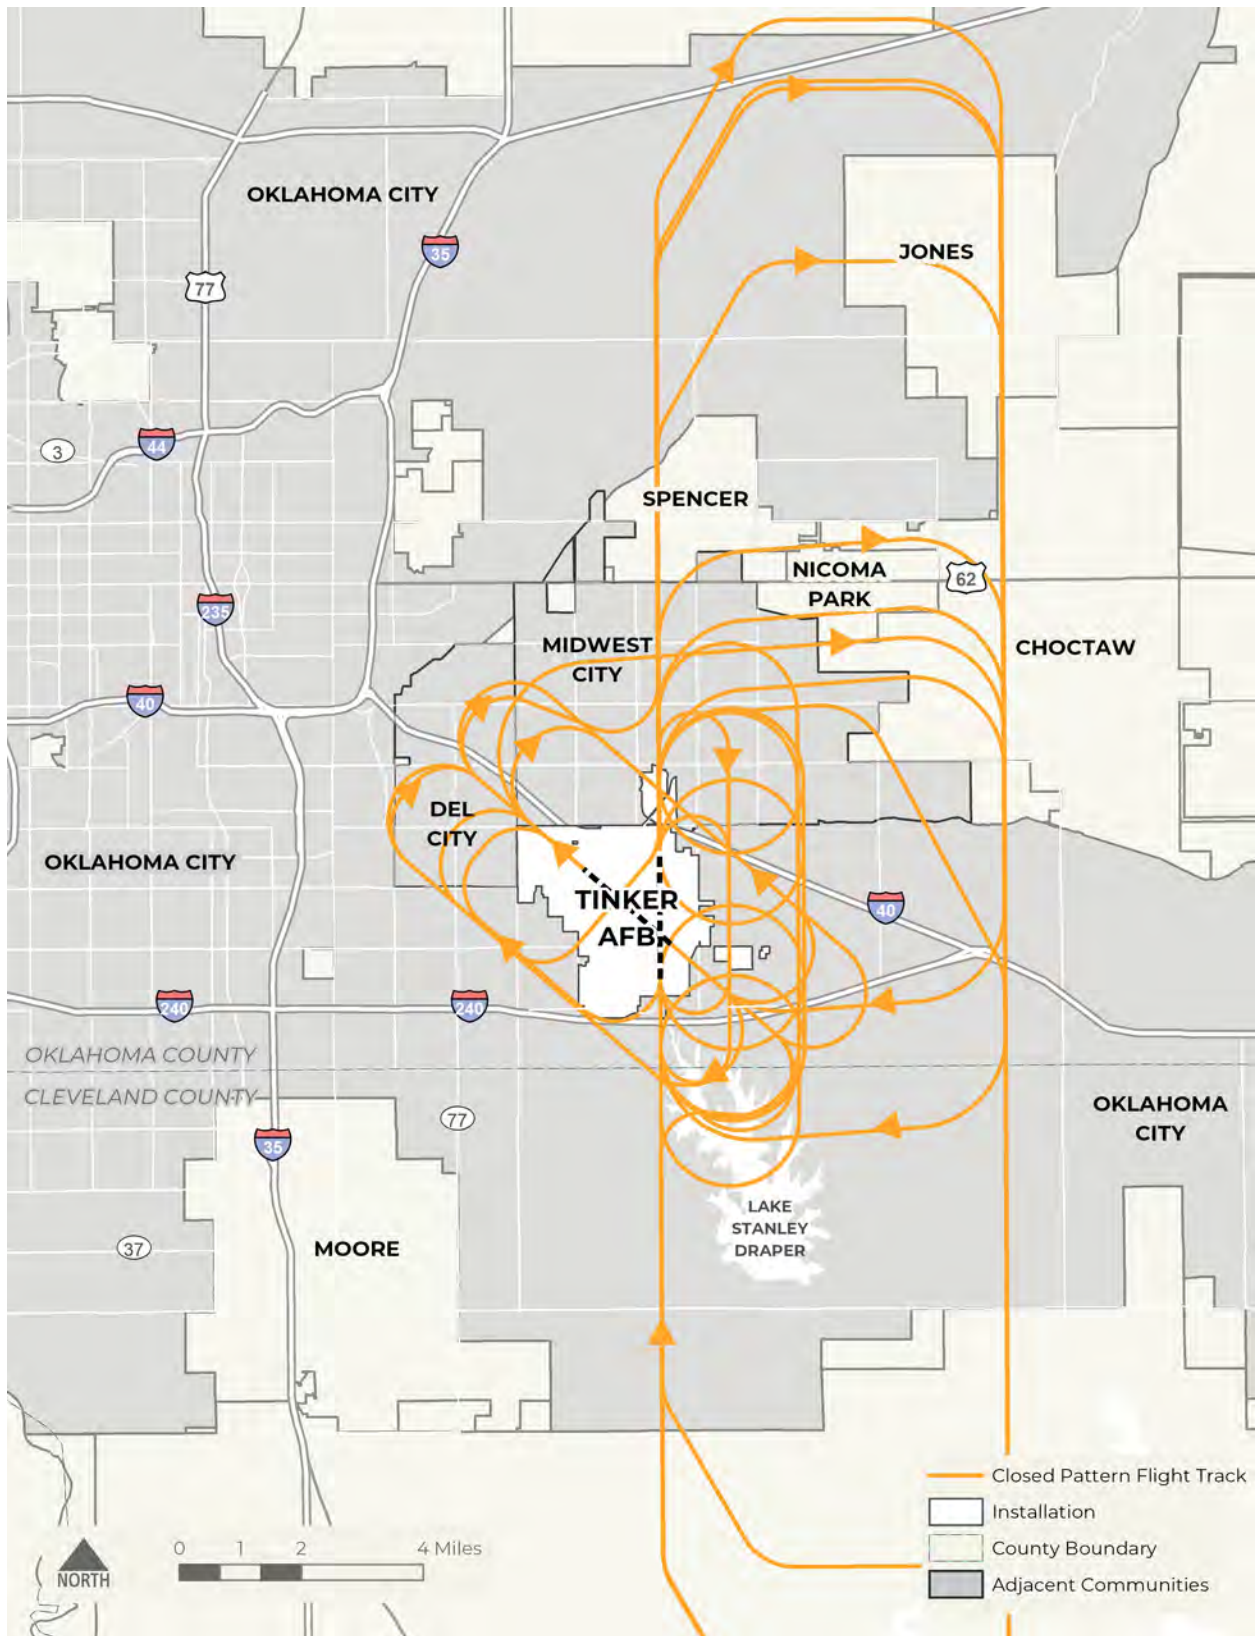 OKLAHOMA CITY
35
77
JONES
44
3
SPENCER
NICOMA
PARK
62
235
MIDWEST
CITY
CHOCTAW
40
DEL
CITY
OKLAHOMA CITY
TINKER
AFB
40
240
240
OKLAHOMA COUNTY
CLEVELAND COUNTY
77
35
OKLAHOMA
CITY
LAKE
STANLEY
DRAPER
37
MOORE
Closed Pattern Flight Track
Installation
County Boundary
Adjacent Communities
0 1 2 4 Miles
NORTH